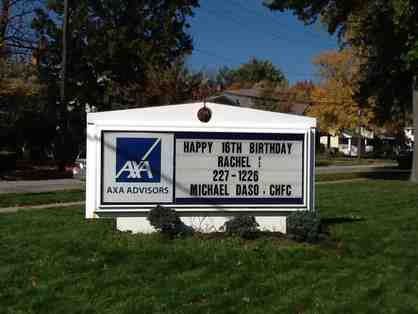 AXA
AXA ADVISORS
HAPPY 16TH BIRTHDAY
RACHEL !
227-1226
MICHAEL DASO , CHFC